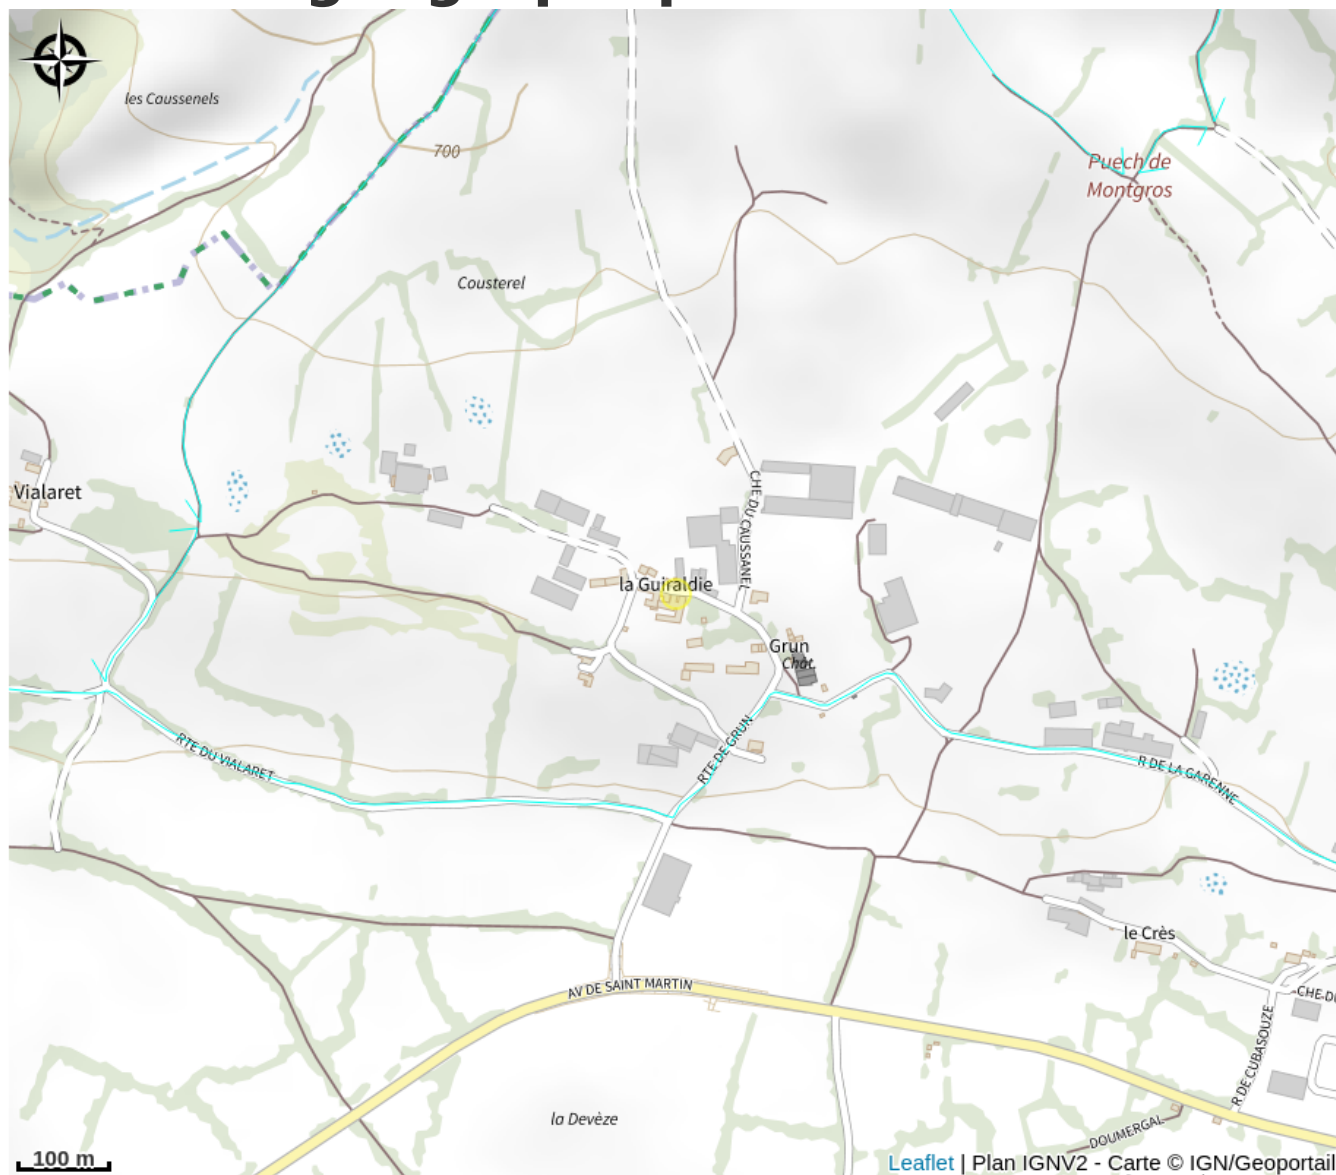 les Caussenels
700
Puech de
Montgros
Cousterel
Vialaret
CHE DU CAUSSANEL
la Guiraldie
Grun
Chât
RTE DU VIALARET
RTE DE GRUN
R DE LA GARENNE
le Crès
AV DE SAINT MARTIN
CHE DU
R DE CUBASOUZE
la Devèze
DOUMERGAL
100 m
Leaflet | Plan IGNV2 - Carte © IGN/Geoportail